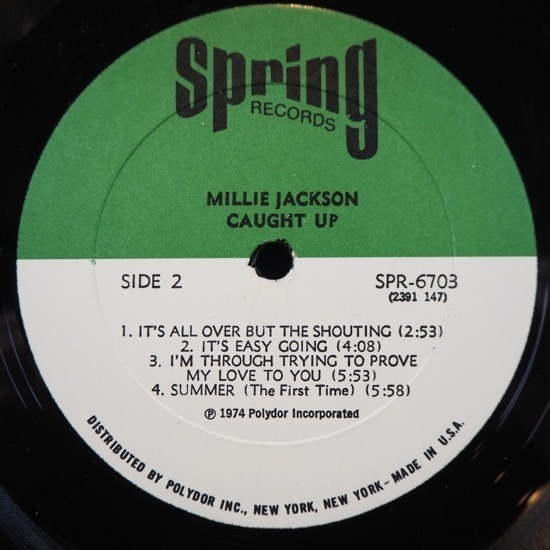 Spring
RECORDS
MILLIE JACKSON
CAUGHT UP
SIDE 2
SPR-6703
(2391 147)
1. IT'S ALL OVER BUT THE SHOUTING (2:53)
2. IT'S EASY GOING (4:08)
3. I'M THROUGH TRYING TO PROVE
MY LOVE TO YOU (5:53)
4. SUMMER (The First Time) (5:58)
℗ 1974 Polydor Incorporated
DISTRIBUTED BY POLYDOR INC., NEW YORK, NEW YORK-MADE IN U.S.A.